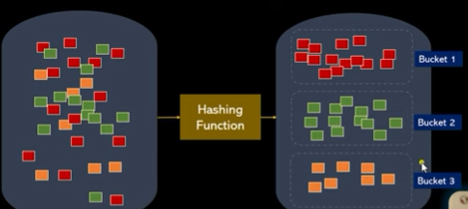 Hashing
Function
Bucket 1
Bucket 2
Bucket 3